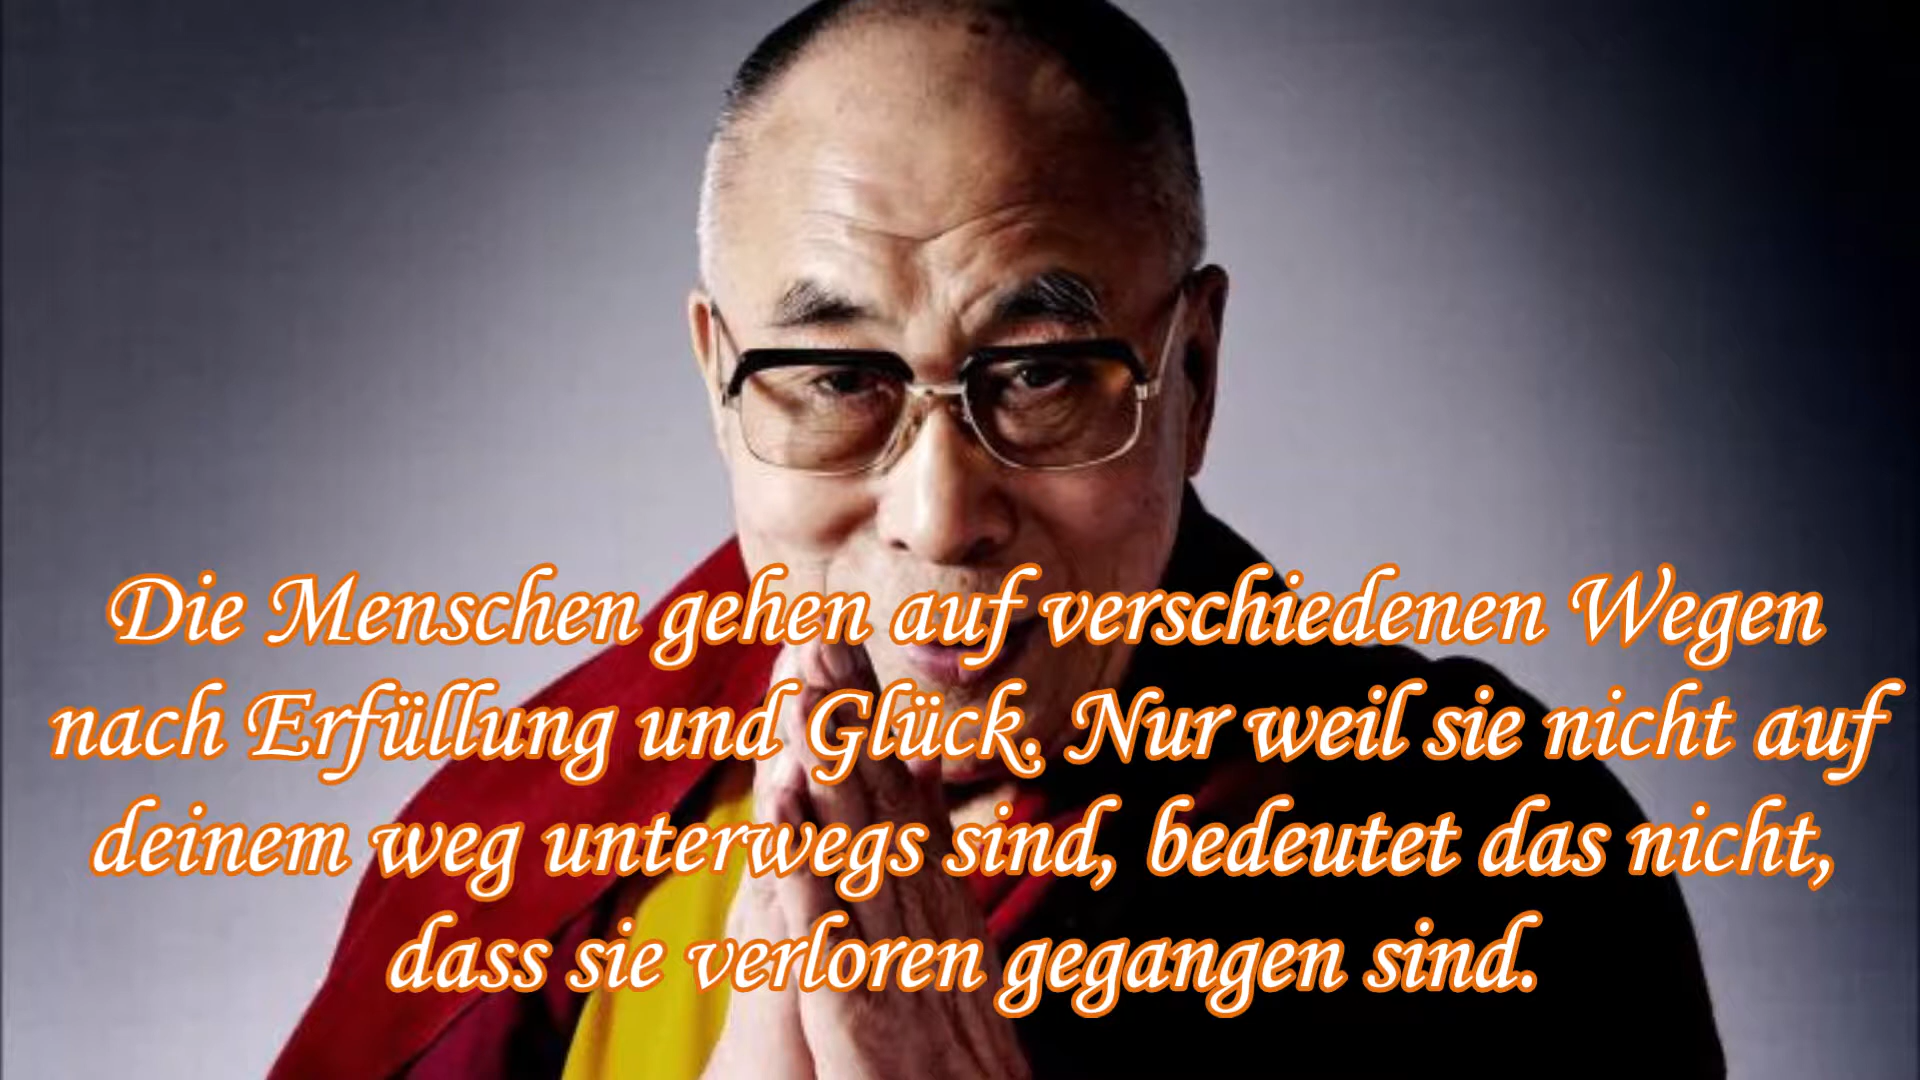 Die Menschen gehen auf verschiedenen Wegen
nach Erfüllung und Glück. Nur weil sie nicht auf
deinem weg unterwegs sind, bedeutet das nicht,
dass sie verloren gegangen sind.